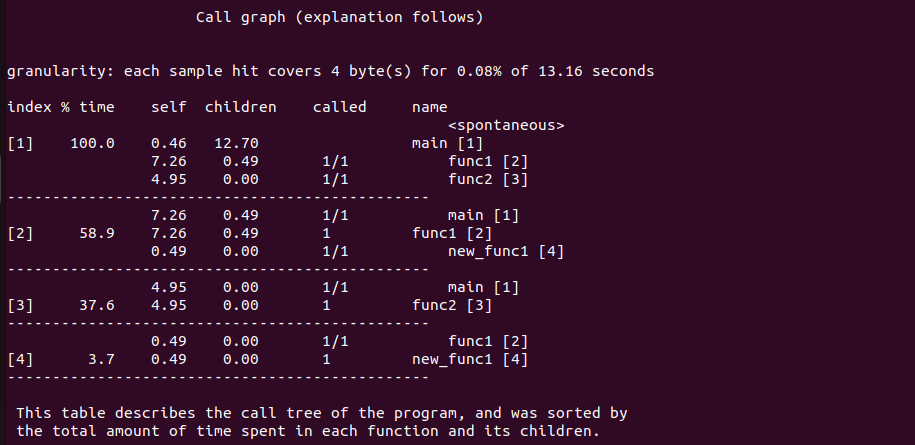 Call graph (explanation follows)
granularity: each sample hit covers 4 byte(s) for 0.08% of 13.16 seconds
index % time    self  children    called     name
                                                 <spontaneous>
[1]    100.0    0.46   12.70                 main [1]
                7.26    0.49       1/1           func1 [2]
                4.95    0.00       1/1           func2 [3]
-----------------------------------------------
                7.26    0.49       1/1           main [1]
[2]     58.9    7.26    0.49       1         func1 [2]
                0.49    0.00       1/1           new_func1 [4]
-----------------------------------------------
                4.95    0.00       1/1           main [1]
[3]     37.6    4.95    0.00       1         func2 [3]
-----------------------------------------------
                0.49    0.00       1/1           func1 [2]
[4]      3.7    0.49    0.00       1         new_func1 [4]
-----------------------------------------------
This table describes the call tree of the program, and was sorted by
the total amount of time spent in each function and its children.